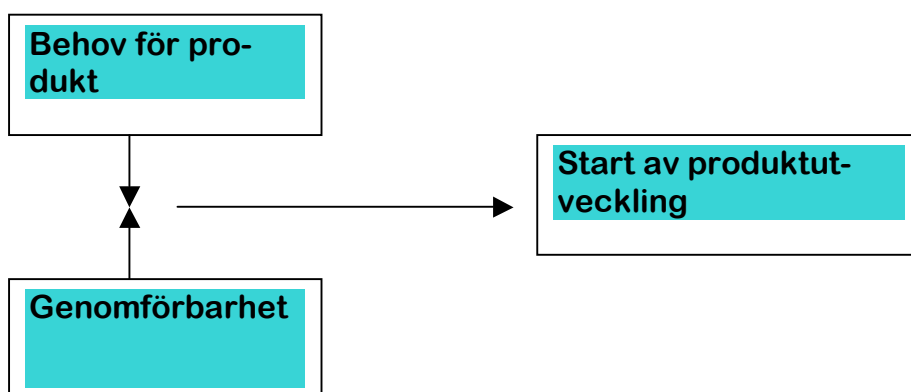 Behov för pro-
dukt
Start av produktut-
veckling
Genomförbarhet